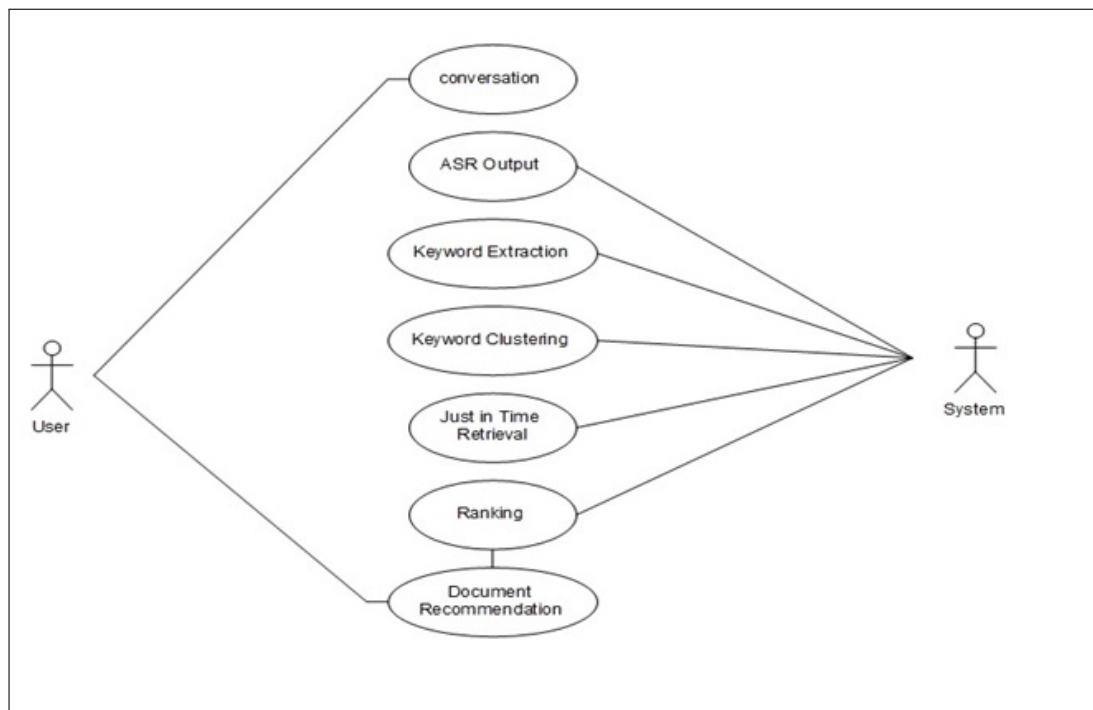 conversation
ASR Output
Keyword Extraction
Keyword Clustering
Just in Time
Retrieval
Ranking
Document
Recommendation
User
System